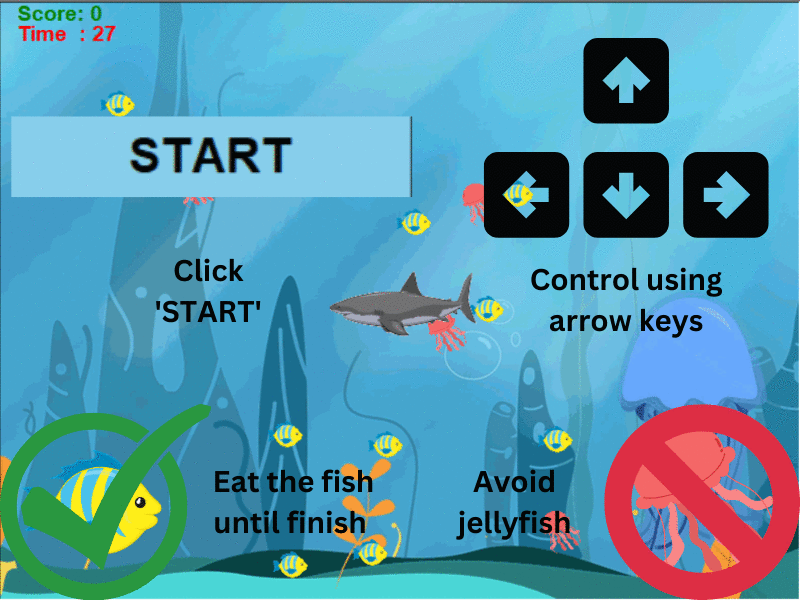 Score: 0
Time : 27
START
Click
'START'
Control using
arrow keys
Eat the fish
until finish
Avoid
jellyfish